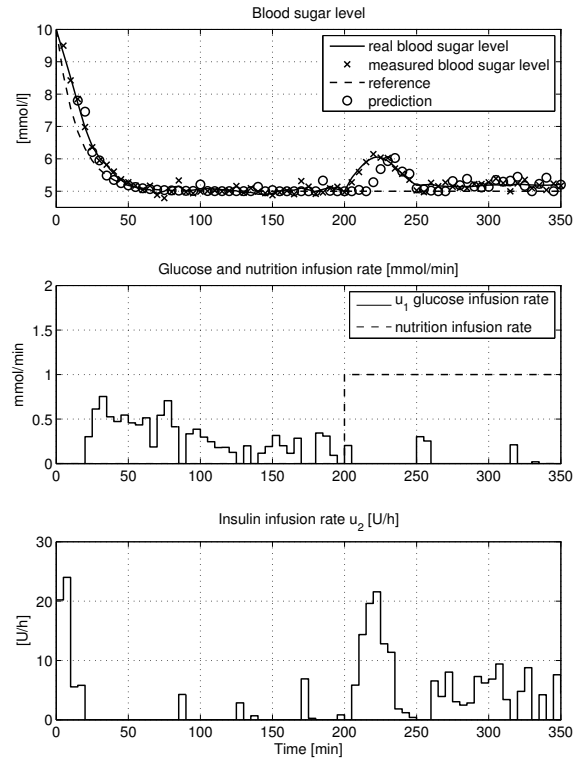 Blood sugar level
10
9
8
7
6
5
[mmol/l]
real blood sugar level
measured blood sugar level
reference
prediction
0 50 100 150 200 250 300 350
Glucose and nutrition infusion rate [mmol/min]
2
1.5
1
0.5
0
mmol/min
u1 glucose infusion rate
nutrition infusion rate
0 50 100 150 200 250 300 350
Insulin infusion rate u2 [U/h]
30
20
10
0
[U/h]
0 50 100 150 200 250 300 350
Time [min]